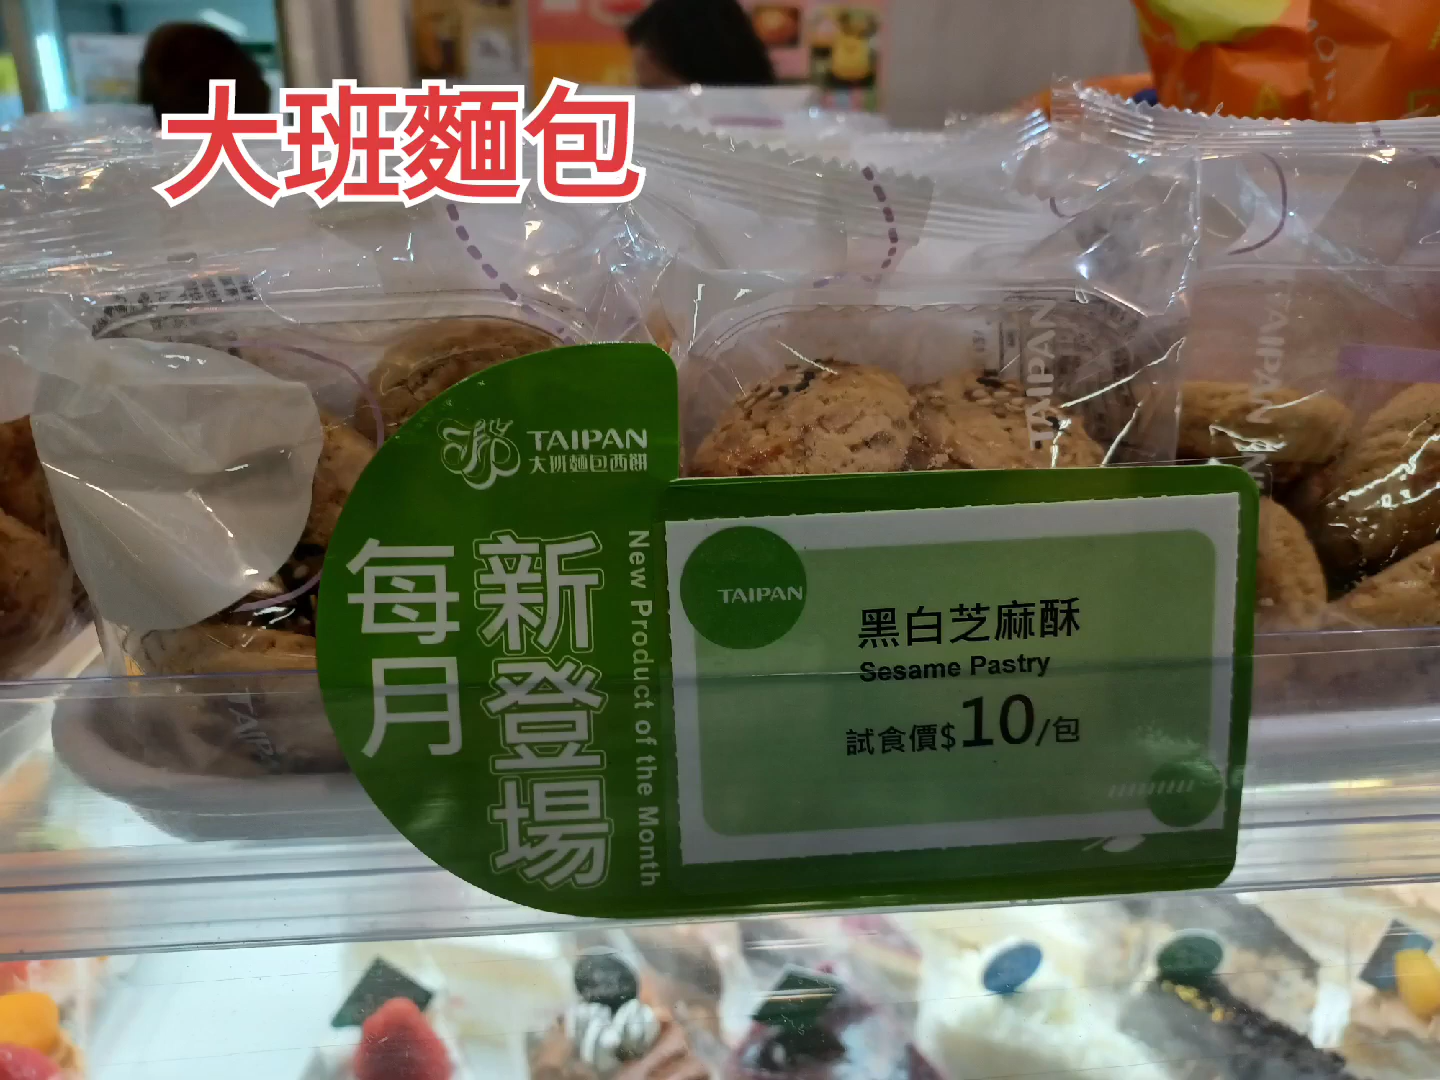 大班麵包
TAIPAN
TAIPAN
TAIPAN
大班麵包西餅
每月
新登場
New Product of the Month
TAIPAN
黑白芝麻酥
Sesame Pastry
試食價$10/包